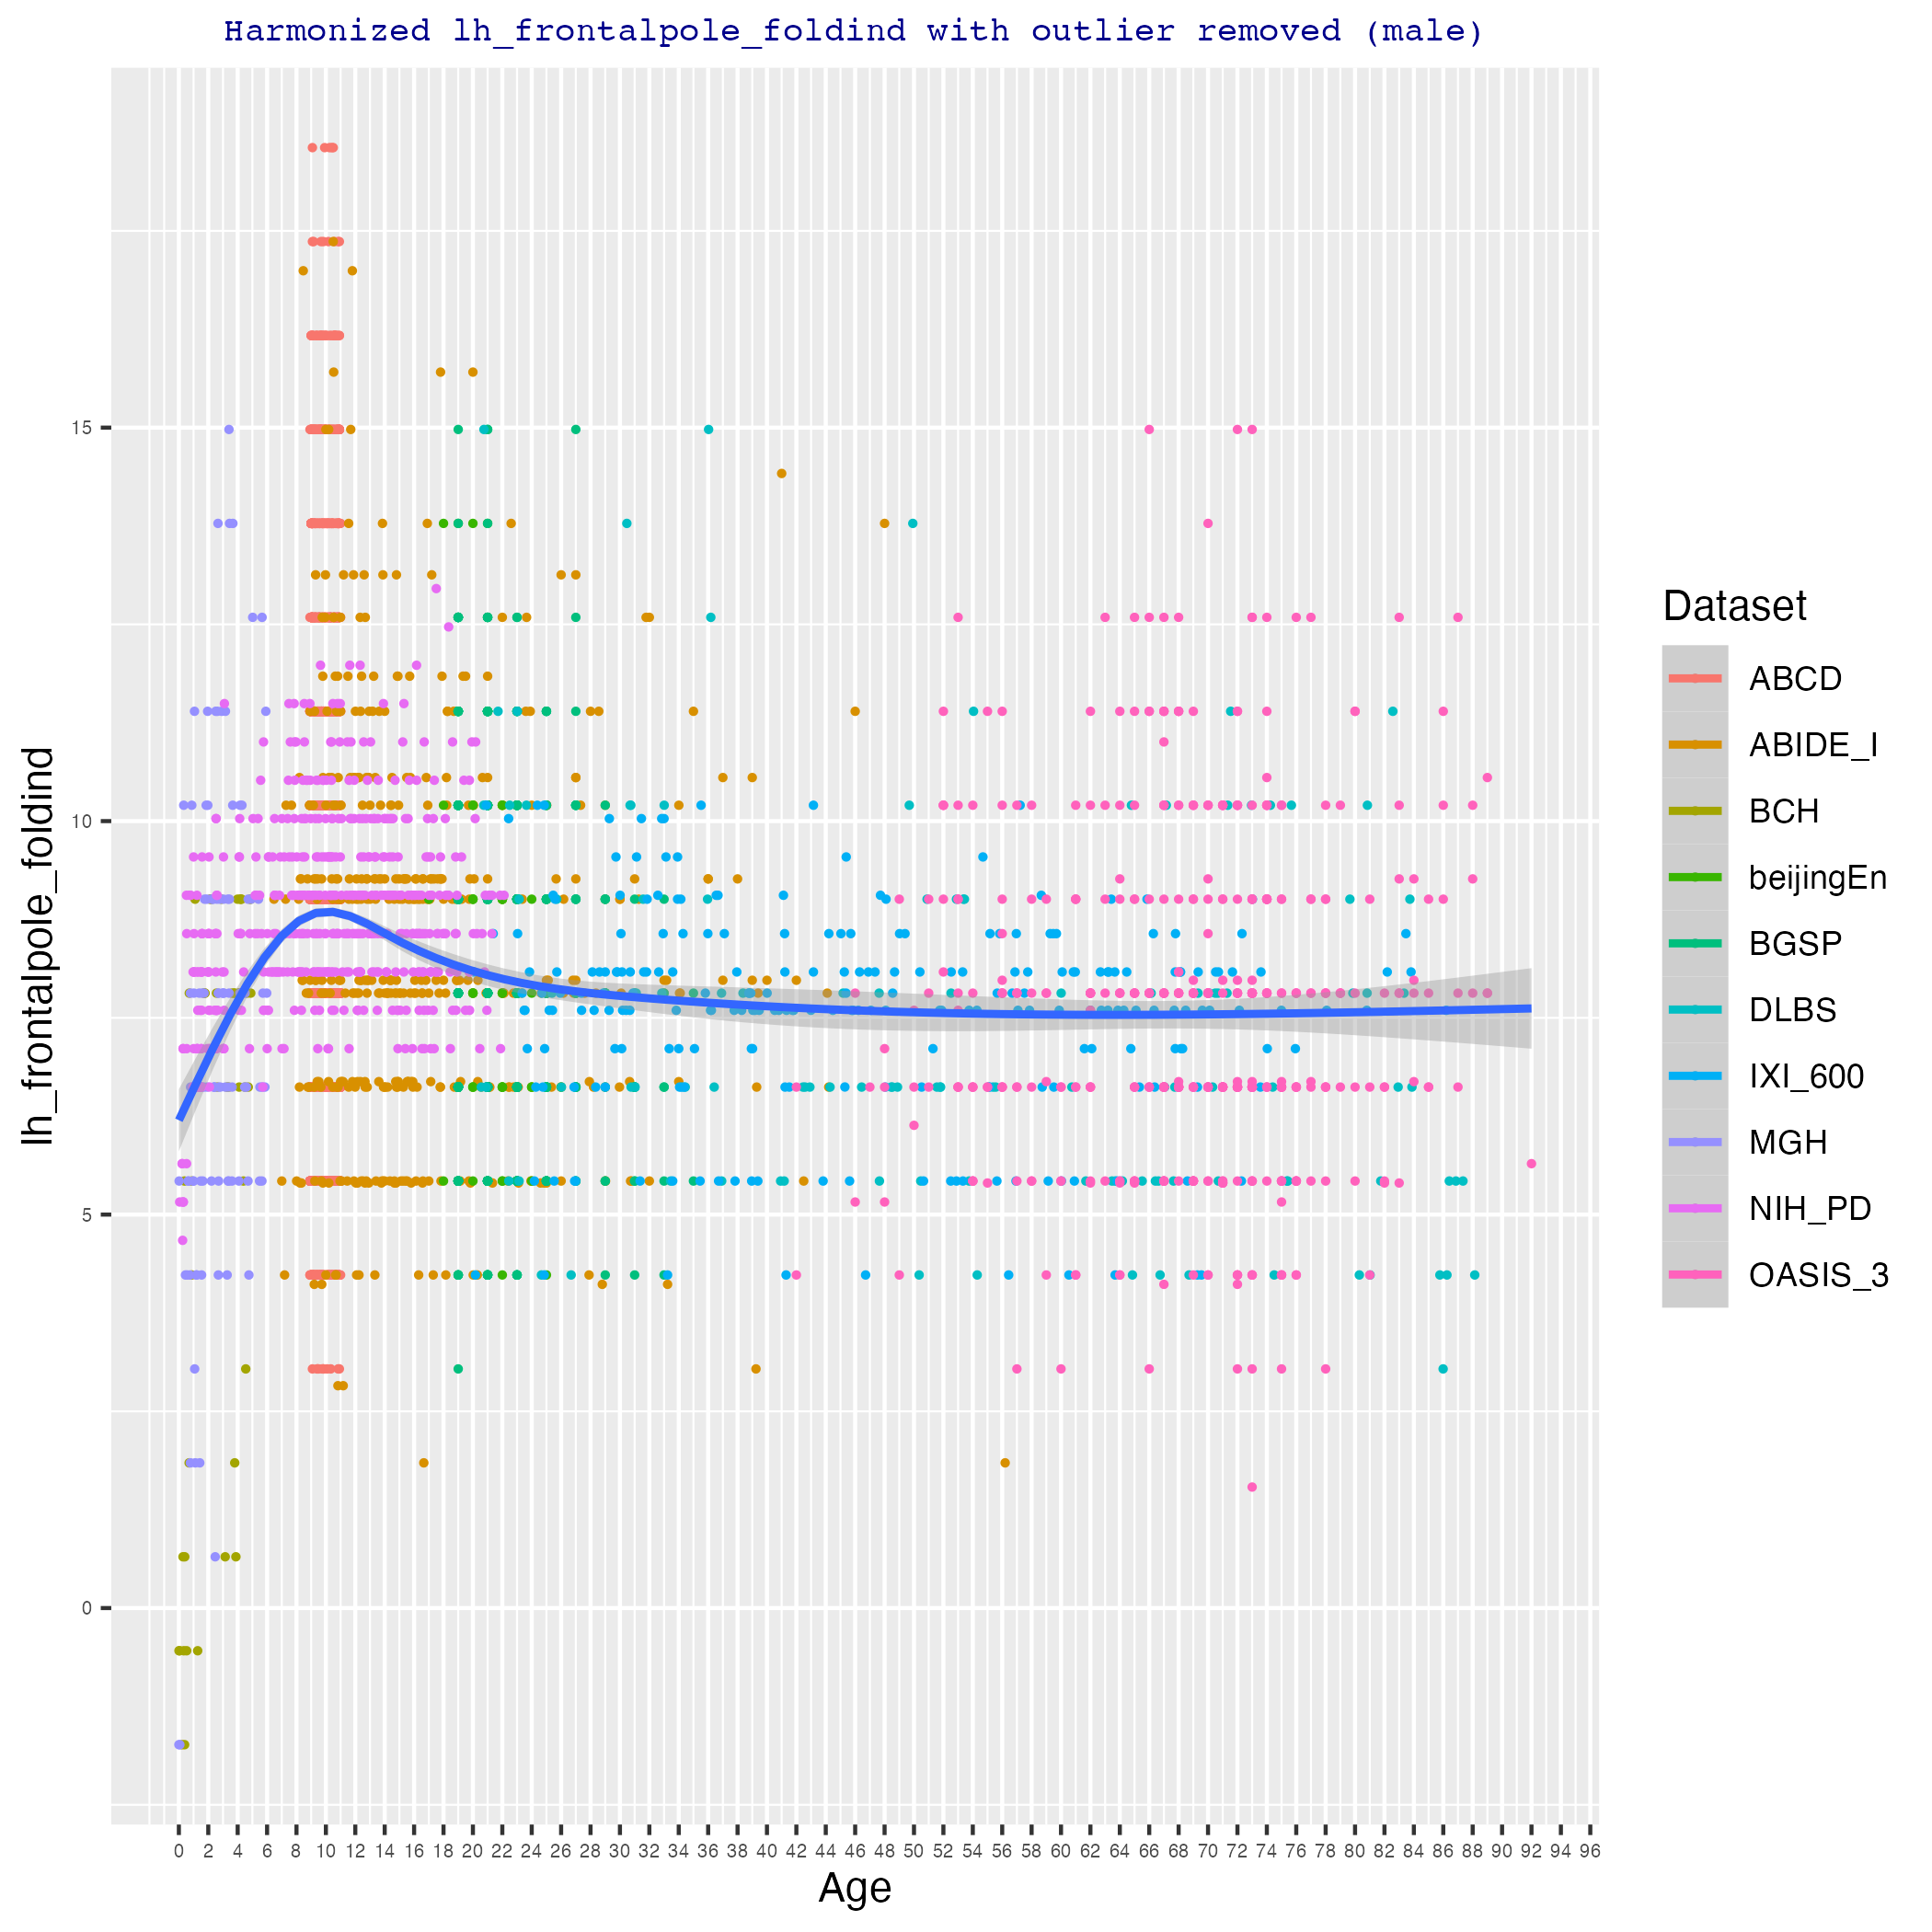 Harmonized lh_frontalpole_foldind with outlier removed (male)
lh_frontalpole_foldind
15
10
5
0
0 2 4 6 8 10 12 14 16 18 20 22 24 26 28 30 32 34 36 38 40 42 44 46 48 50 52 54 56 58 60 62 64 66 68 70 72 74 76 78 80 82 84 86 88 90 92 94 96
Age
Dataset
ABCD
ABIDE_I
BCH
beijingEn
BGSP
DLBS
IXI_600
MGH
NIH_PD
OASIS_3